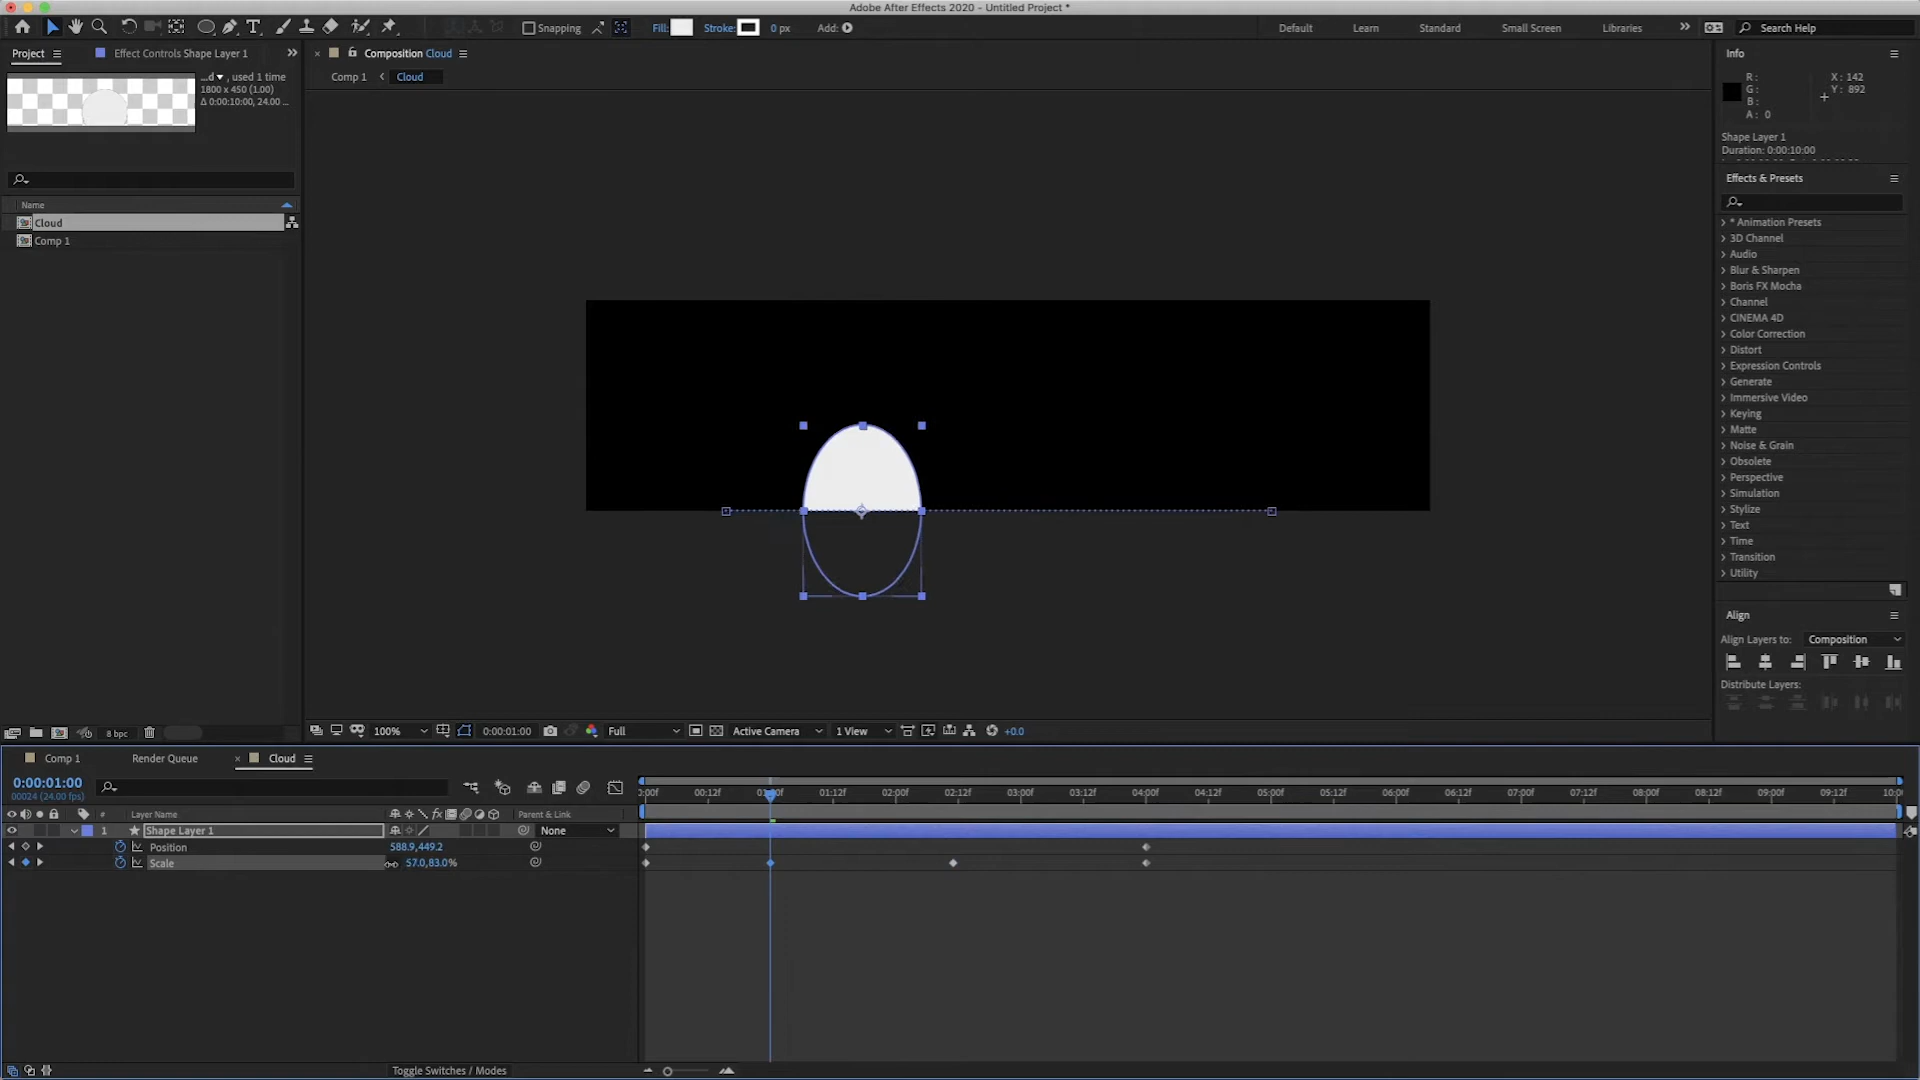 Adobe After Effects 2020 - Untitled Project *
Snapping
Fill:
Stroke:
0 px
Add:
Default
Learn
Standard
Small Screen
Libraries
Search Help
Project
Effect Controls Shape Layer 1
Composition Cloud
Comp 1
Cloud
...d, used 1 time
1800 x 450 (1.00)
Δ 0:00:10:00, 24.00 ...
Name
Cloud
Comp 1
8 bpc
Info
R:
G:
B:
A: 0
X: 142
Y: 892
Shape Layer 1
Duration: 0:00:10:00
Effects & Presets
* Animation Presets
3D Channel
Audio
Blur & Sharpen
Boris FX Mocha
Channel
CINEMA 4D
Color Correction
Distort
Expression Controls
Generate
Immersive Video
Keying
Matte
Noise & Grain
Obsolete
Perspective
Simulation
Stylize
Text
Time
Transition
Utility
Align
Align Layers to: Composition
Distribute Layers:
100%
0:00:01:00
Full
Active Camera
1 View
+0.0
Comp 1
Render Queue
Cloud
0:00:01:00
00024 (24.00 fps)
# Layer Name
Parent & Link
1 Shape Layer 1
None
Position
588.9,449.2
Scale
57.0,83.0%
:00f 00:12f 01:00f 01:12f 02:00f 02:12f 03:00f 03:12f 04:00f 04:12f 05:00f 05:12f 06:00f 06:12f 07:00f 07:12f 08:00f 08:12f 09:00f 09:12f 10:0
Toggle Switches / Modes